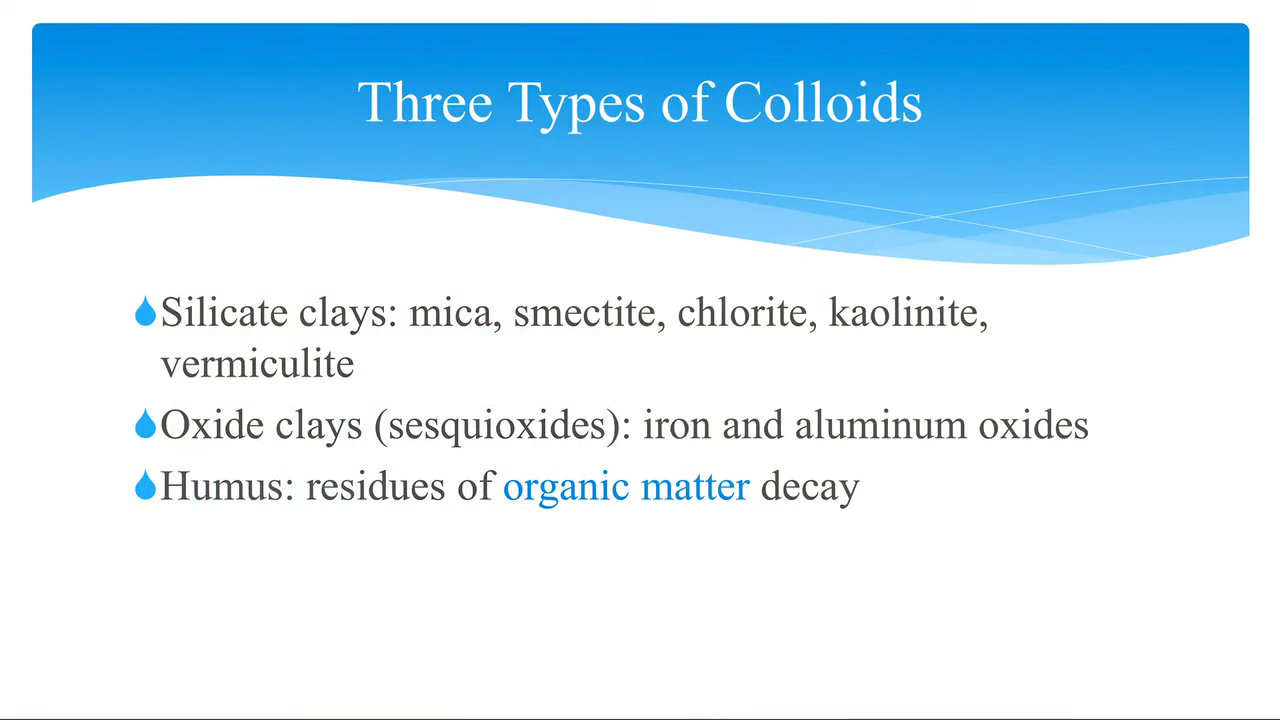 Three Types of Colloids
Silicate clays: mica, smectite, chlorite, kaolinite,
vermiculite
Oxide clays (sesquioxides): iron and aluminum oxides
Humus: residues of organic matter decay